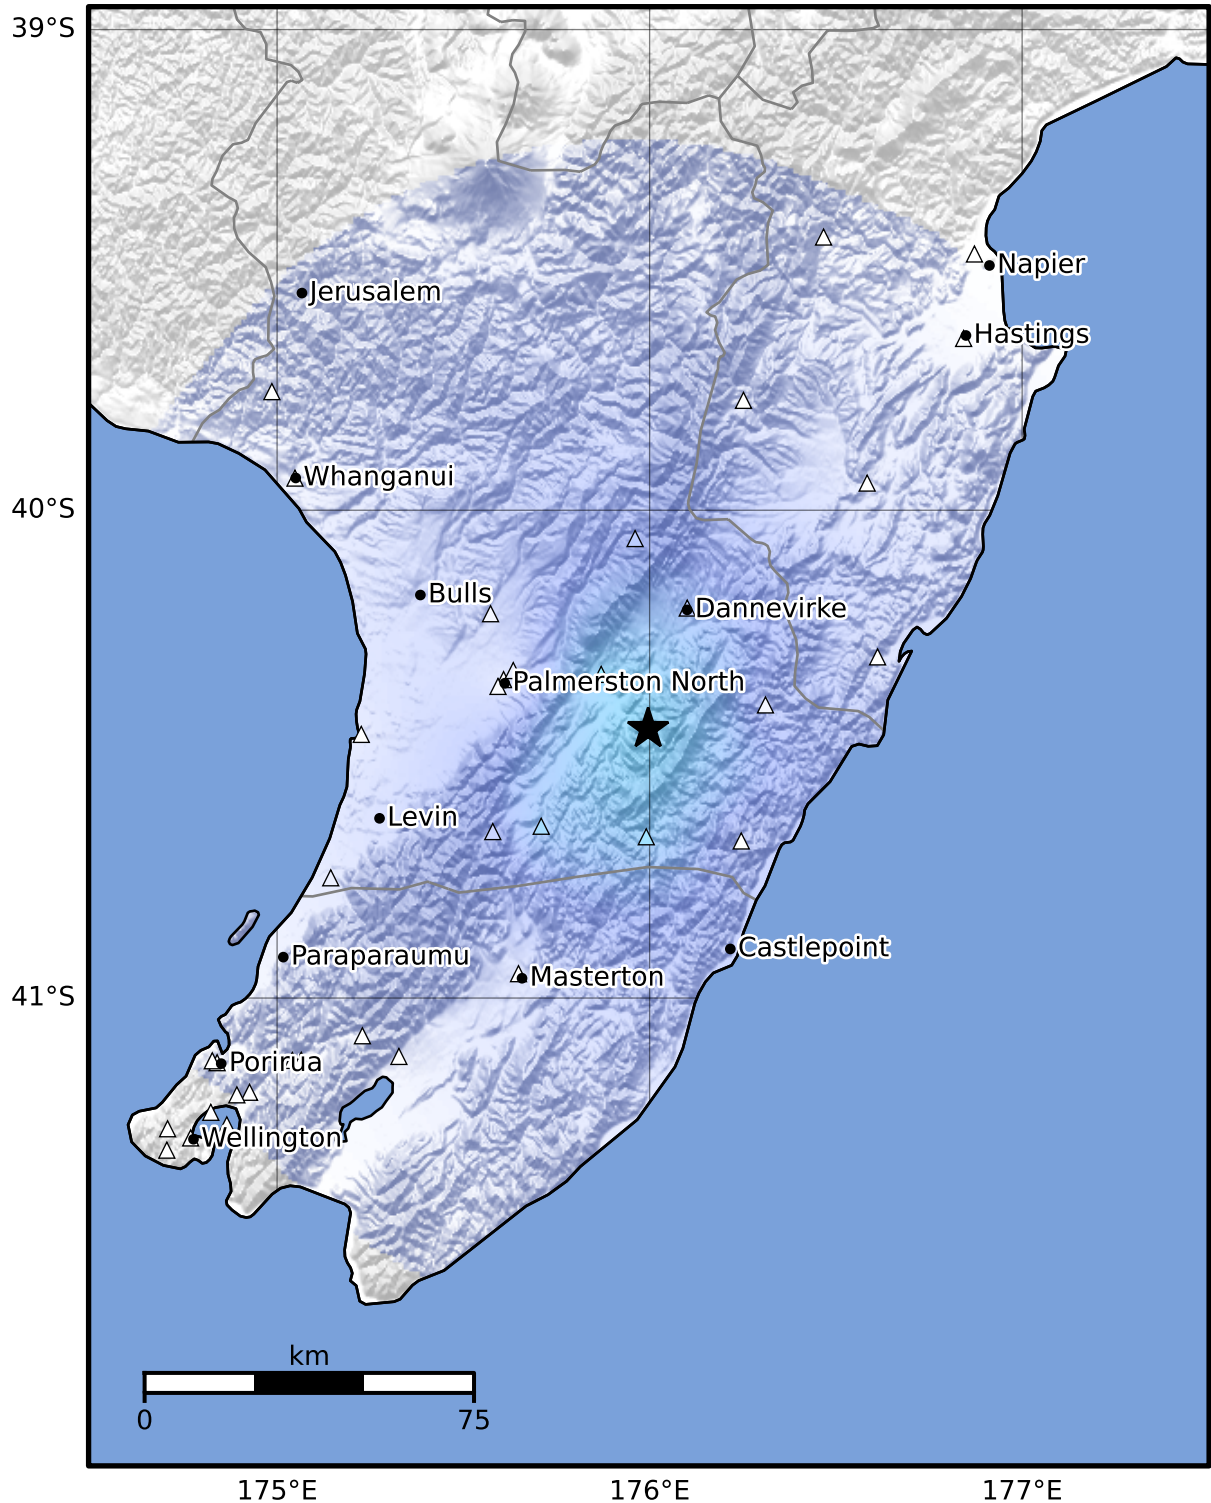 39°S
Napier
Jerusalem
Hastings
Whanganui
40°S
Bulls
Dannevirke
Palmerston North
Levin
Castlepoint
Paraparaumu
Masterton
41°S
Porirua
Wellington
km
0 75
175°E 176°E 177°E